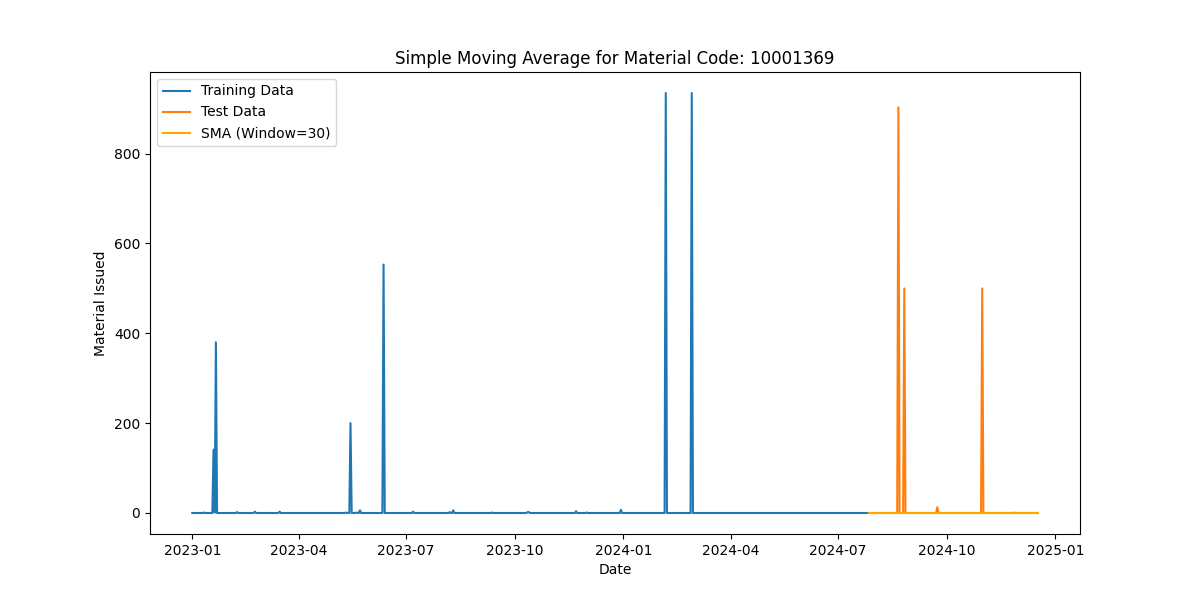 Simple Moving Average for Material Code: 10001369
Training Data
Test Data
SMA (Window=30)
Material Issued
800
600
400
200
0
2023-01 2023-04 2023-07 2023-10 2024-01 2024-04 2024-07 2024-10 2025-01
Date